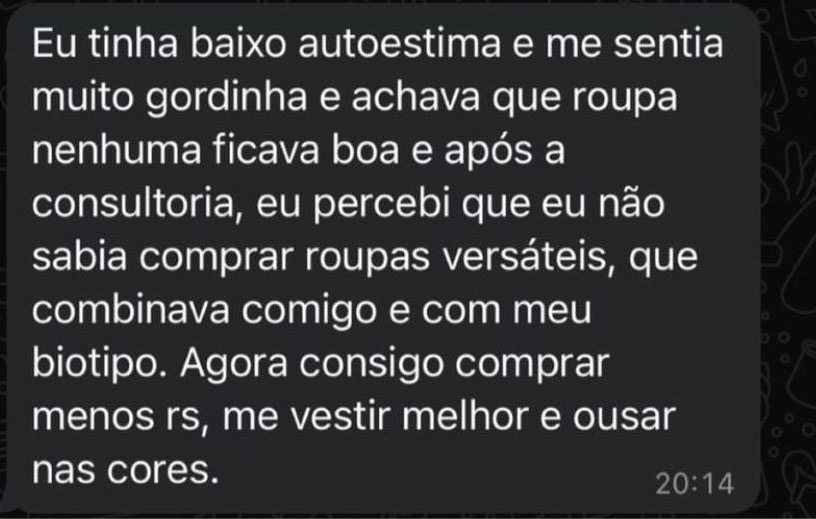 Eu tinha baixo autoestima e me sentia
muito gordinha e achava que roupa
nenhuma ficava boa e após a
consultoria, eu percebi que eu não
sabia comprar roupas versáteis, que
combinava comigo e com meu
biotipo. Agora consigo comprar
menos rs, me vestir melhor e ousar
nas cores.
20:14